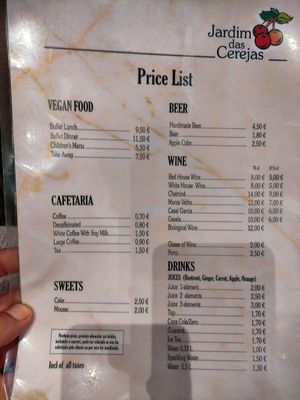 Jardim
das
Cerejas
Price List
VEGAN FOOD
Buffet Lunch 9,50 €
Buffet Dinner 11,50 €
Children's Menu 5,50 €
Take Away 7,50 €
CAFETARIA
Coffee 0,70 €
Decaffeinated 0,80 €
White Coffee With Soy Milk 1,50 €
Large Coffee 0,90 €
Tea 1,50 €
SWEETS
Cake 2,50 €
Mousse 2,00 €
Incl of all taxes
BEER
Handmade Beer 4,50 €
Beer 1,80 €
Apple Cider 2,50 €
WINE
Red House Wine 8,00 € 5,00 €
White House Wine 8,00 € 5,00 €
Chaminé 14,00 € 9,00 €
Monte Velho 12,00 € 7,00 €
Casal Garcia 10,00 € 6,00 €
Gazela 10,00 € 6,00 €
Biological Wine 12,00 €
Glasse of Wine 2,00 €
Porto 2,50 €
DRINKS
JUICES (Beetroot, Ginger, Carrot, Apple, Orange)
Juice 1 element 2,00 €
Juice 2 elements 2,50 €
Juice 3 elements 3,00 €
7up 1,70 €
Coca Cola/Zero 1,70 €
Guaraná 1,70 €
Ice Tea 1,70 €
Water 0,33 L 1,00 €
Sparkling Water 1,50 €
Water 0,5 L 1,30 €